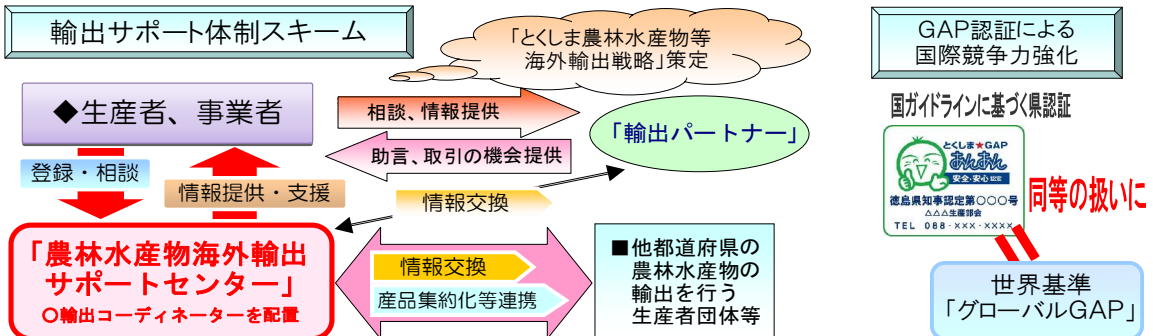 輸出サポート体制スキーム
「とくしま農林水産物等
海外輸出戦略」策定
◆生産者、事業者
相談、情報提供
助言、取引の機会提供
「輸出パートナー」
登録・相談
情報提供・支援
情報交換
「農林水産物海外輸出
サポートセンター」
○輸出コーディネーターを配置
情報交換
産品集約化等連携
■他都道府県の
農林水産物の
輸出を行う
生産者団体等
GAP認証による
国際競争力強化
国ガイドラインに基づく県認証
とくしま★GAP
あんあん
安全・安心認定
徳島県知事認定第○○○号
△△△生産部会
TEL 088-×××-××××
同等の扱いに
世界基準
「グローバルGAP」